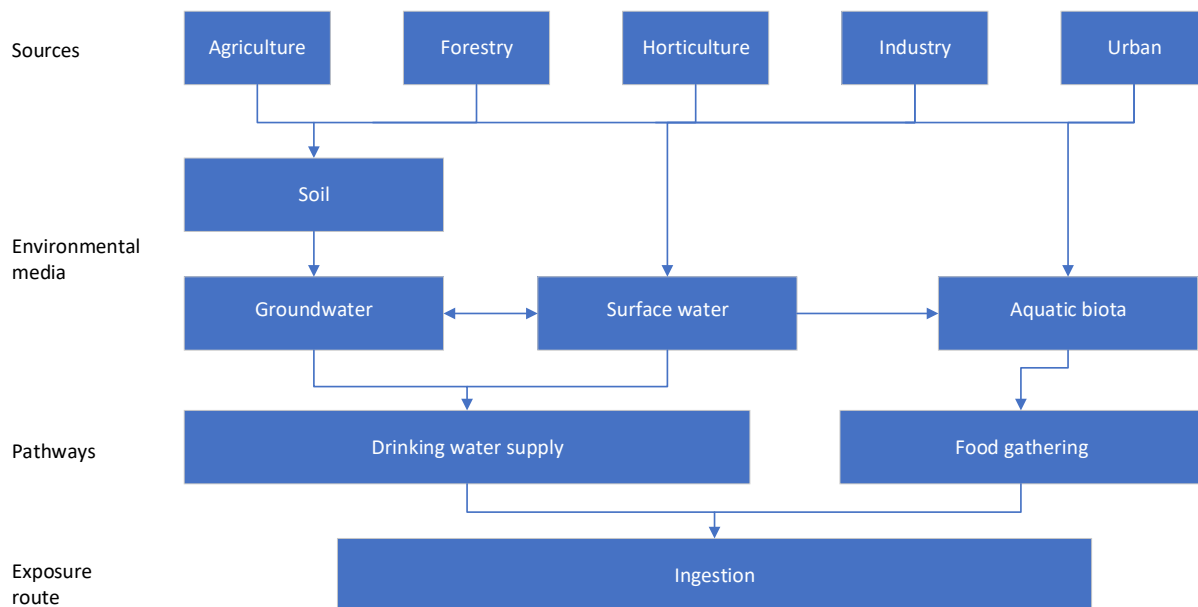 Sources
Agriculture
Forestry
Horticulture
Industry
Urban
Soil
Environmental
media
Groundwater
Surface water
Aquatic biota
Pathways
Drinking water supply
Food gathering
Exposure
route
Ingestion